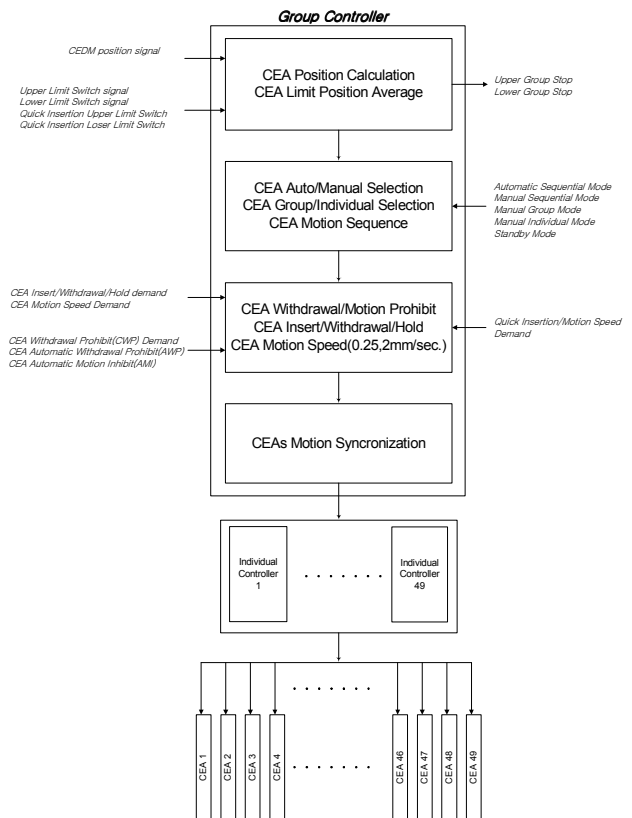 Group Controller
CEDM position signal
Upper Limit Switch signal
Lower Limit Switch signal
Quick Insertion Upper Limit Switch
Quick Insertion Loser Limit Switch
CEA Position Calculation
CEA Limit Position Average
Upper Group Stop
Lower Group Stop
CEA Auto/Manual Selection
CEA Group/Individual Selection
CEA Motion Sequence
Automatic Sequential Mode
Manual Sequential Mode
Manual Group Mode
Manual Individual Mode
Standby Mode
CEA Insert/Withdrawal/Hold demand
CEA Motion Speed Demand
CEA Withdrawal Prohibit(CWP) Demand
CEA Automatic Withdrawal Prohibit(AWP)
CEA Automatic Motion Inhibit(AMI)
CEA Withdrawal/Motion Prohibit
CEA Insert/Withdrawal/Hold
CEA Motion Speed(0.25,2mm/sec.)
Quick Insertion/Motion Speed
Demand
CEAs Motion Syncronization
Individual
Controller
1
. . . . . . .
Individual
Controller
49
. . . . . . .
CEA 1
CEA 2
CEA 3
CEA 4
. . . . . . .
CEA 46
CEA 47
CEA 48
CEA 49